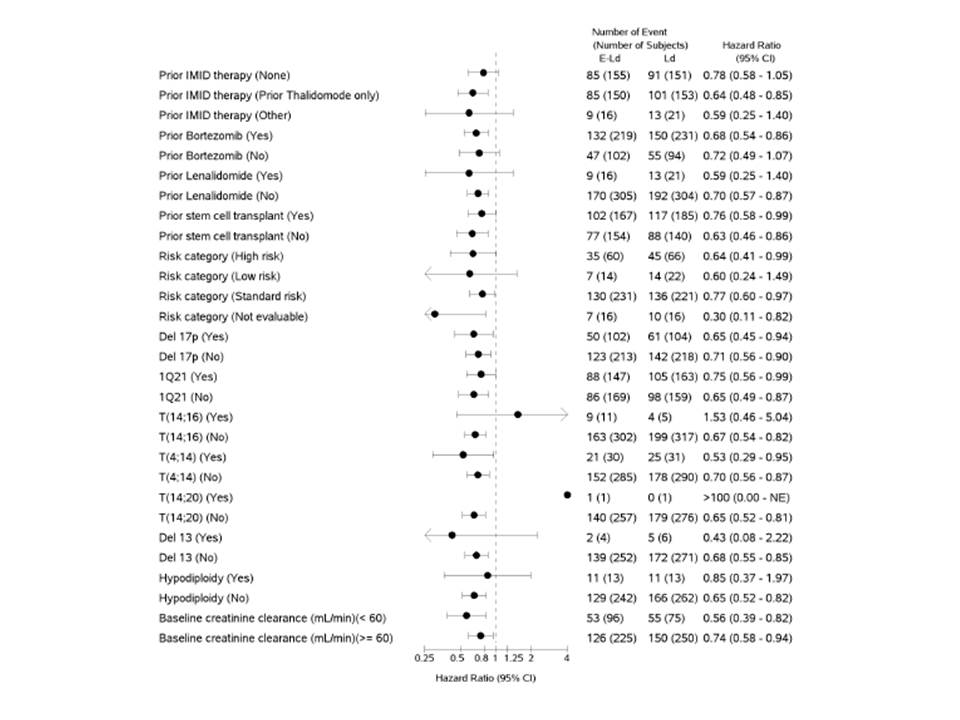 Number of Event
(Number of Subjects) Hazard Ratio
E-Ld Ld (95% CI)
Prior IMID therapy (None) 85 (155) 91 (151) 0.78 (0.58 - 1.05)
Prior IMID therapy (Prior Thalidomode only) 85 (150) 101 (153) 0.64 (0.48 - 0.85)
Prior IMID therapy (Other) 9 (16) 13 (21) 0.59 (0.25 - 1.40)
Prior Bortezomib (Yes) 132 (219) 150 (231) 0.68 (0.54 - 0.86)
Prior Bortezomib (No) 47 (102) 55 (94) 0.72 (0.49 - 1.07)
Prior Lenalidomide (Yes) 9 (16) 13 (21) 0.59 (0.25 - 1.40)
Prior Lenalidomide (No) 170 (305) 192 (304) 0.70 (0.57 - 0.87)
Prior stem cell transplant (Yes) 102 (167) 117 (185) 0.76 (0.58 - 0.99)
Prior stem cell transplant (No) 77 (154) 88 (140) 0.63 (0.46 - 0.86)
Risk category (High risk) 35 (60) 45 (66) 0.64 (0.41 - 0.99)
Risk category (Low risk) 7 (14) 14 (22) 0.60 (0.24 - 1.49)
Risk category (Standard risk) 130 (231) 136 (221) 0.77 (0.60 - 0.97)
Risk category (Not evaluable) 7 (16) 10 (16) 0.30 (0.11 - 0.82)
Del 17p (Yes) 50 (102) 61 (104) 0.65 (0.45 - 0.94)
Del 17p (No) 123 (213) 142 (218) 0.71 (0.56 - 0.90)
1Q21 (Yes) 88 (147) 105 (163) 0.75 (0.56 - 0.99)
1Q21 (No) 86 (169) 98 (159) 0.65 (0.49 - 0.87)
T(14;16) (Yes) 9 (11) 4 (5) 1.53 (0.46 - 5.04)
T(14;16) (No) 163 (302) 199 (317) 0.67 (0.54 - 0.82)
T(4;14) (Yes) 21 (30) 25 (31) 0.53 (0.29 - 0.95)
T(4;14) (No) 152 (285) 178 (290) 0.70 (0.56 - 0.87)
T(14;20) (Yes) 1 (1) 0 (1) >100 (0.00 - NE)
T(14;20) (No) 140 (257) 179 (276) 0.65 (0.52 - 0.81)
Del 13 (Yes) 2 (4) 5 (6) 0.43 (0.08 - 2.22)
Del 13 (No) 139 (252) 172 (271) 0.68 (0.55 - 0.85)
Hypodiploidy (Yes) 11 (13) 11 (13) 0.85 (0.37 - 1.97)
Hypodiploidy (No) 129 (242) 166 (262) 0.65 (0.52 - 0.82)
Baseline creatinine clearance (mL/min)(< 60) 53 (96) 55 (75) 0.56 (0.39 - 0.82)
Baseline creatinine clearance (mL/min)(>= 60) 126 (225) 150 (250) 0.74 (0.58 - 0.94)
0.25 0.5 0.8 1 1.25 2 4
Hazard Ratio (95% CI)